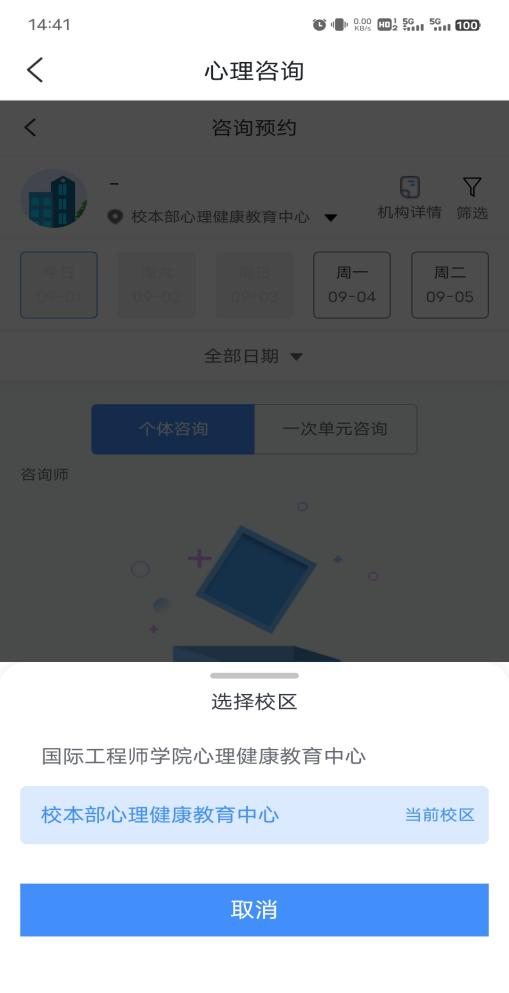 14:41
0.00 KB/s HD 1 2 5G 5G 100
心理咨询
咨询预约
-
校本部心理健康教育中心
机构详情 筛选
今日 周六 周日 周一 周二
09-01 09-02 09-03 09-04 09-05
全部日期
个体咨询 一次单元咨询
咨询师
选择校区
国际工程师学院心理健康教育中心
校本部心理健康教育中心 当前校区
取消